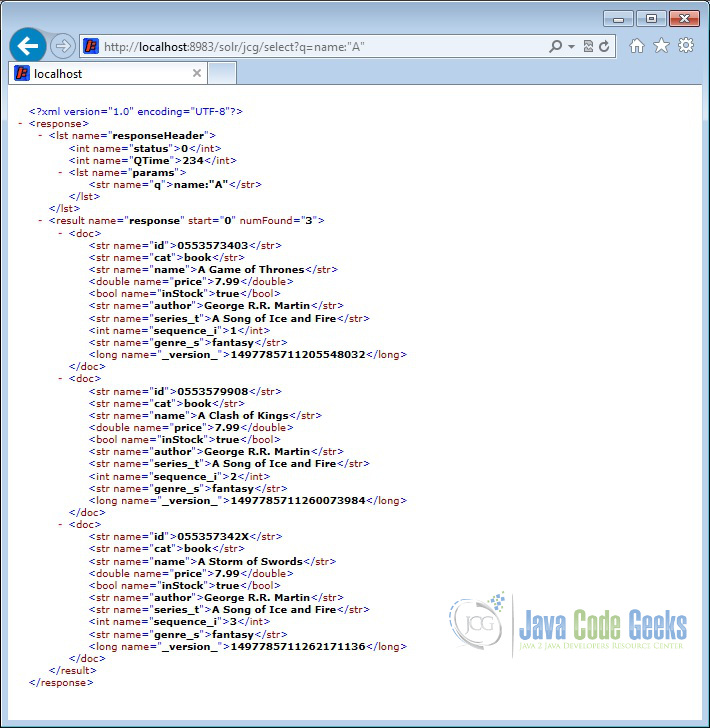 http://localhost:8983/solr/jcg/select?q=name:"A"
localhost
<?xml version="1.0" encoding="UTF-8"?>
- <response>
- <lst name="responseHeader">
<int name="status">0</int>
<int name="QTime">234</int>
- <lst name="params">
<str name="q">name:"A"</str>
</lst>
</lst>
- <result name="response" start="0" numFound="3">
- <doc>
<str name="id">0553573403</str>
<str name="cat">book</str>
<str name="name">A Game of Thrones</str>
<double name="price">7.99</double>
<bool name="inStock">true</bool>
<str name="author">George R.R. Martin</str>
<str name="series_t">A Song of Ice and Fire</str>
<int name="sequence_i">1</int>
<str name="genre_s">fantasy</str>
<long name="_version_">1497785711205548032</long>
</doc>
- <doc>
<str name="id">0553579908</str>
<str name="cat">book</str>
<str name="name">A Clash of Kings</str>
<double name="price">7.99</double>
<bool name="inStock">true</bool>
<str name="author">George R.R. Martin</str>
<str name="series_t">A Song of Ice and Fire</str>
<int name="sequence_i">2</int>
<str name="genre_s">fantasy</str>
<long name="_version_">1497785711260073984</long>
</doc>
- <doc>
<str name="id">055357342X</str>
<str name="cat">book</str>
<str name="name">A Storm of Swords</str>
<double name="price">7.99</double>
<bool name="inStock">true</bool>
<str name="author">George R.R. Martin</str>
<str name="series_t">A Song of Ice and Fire</str>
<int name="sequence_i">3</int>
<str name="genre_s">fantasy</str>
<long name="_version_">1497785711262171136</long>
</doc>
</result>
</response>
JCG
Java Code Geeks
Java 2 Java Developers Resource Center